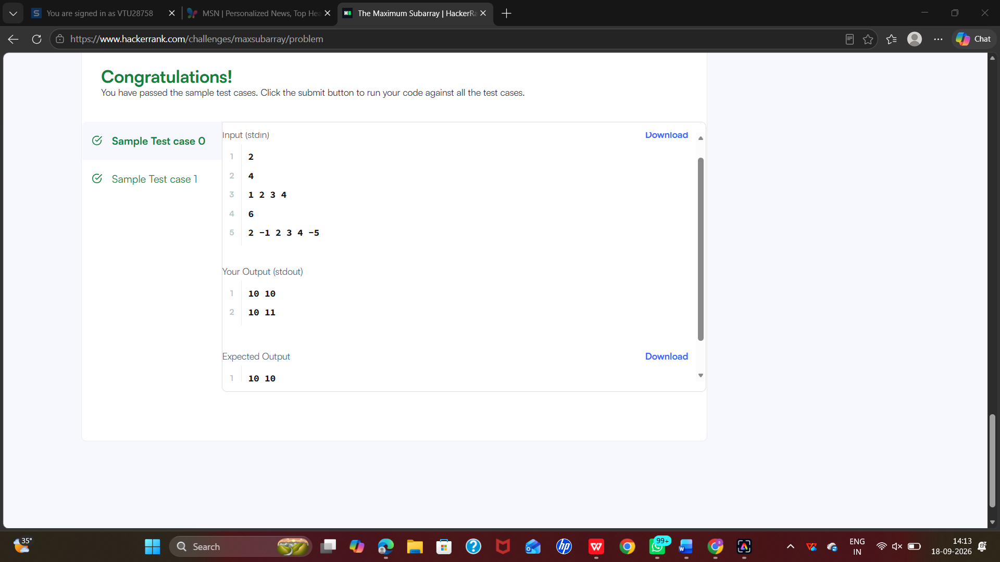 You are signed in as VTU28758
MSN | Personalized News, Top Hea
The Maximum Subarray | HackerRa
https://www.hackerrank.com/challenges/maxsubarray/problem
Chat
Congratulations!
You have passed the sample test cases. Click the submit button to run your code against all the test cases.
Sample Test case 0
Sample Test case 1
Input (stdin)
Download
1 2
2 4
3 1 2 3 4
4 6
5 2 -1 2 3 4 -5
Your Output (stdout)
1 10 10
2 10 11
Expected Output
Download
1 10 10
35°
Search
99+
ENG
IN
14:13
18-09-2026